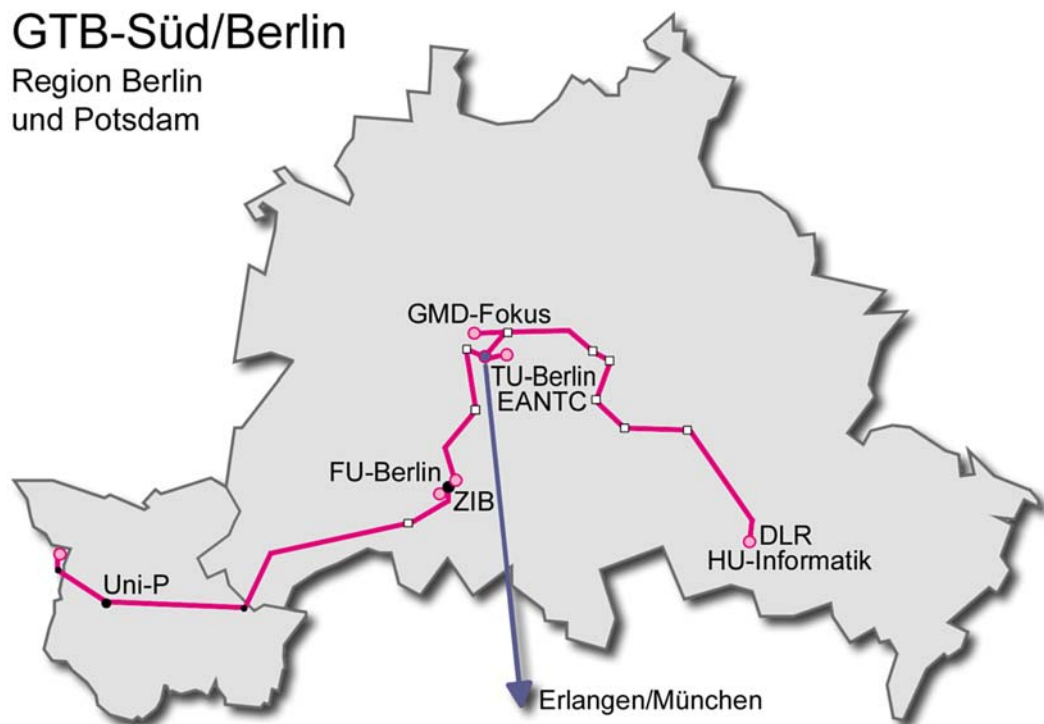 GTB-Süd/Berlin
Region Berlin
und Potsdam
GMD-Fokus
TU-Berlin
EANTC
FU-Berlin
ZIB
DLR
HU-Informatik
Uni-P
Erlangen/München